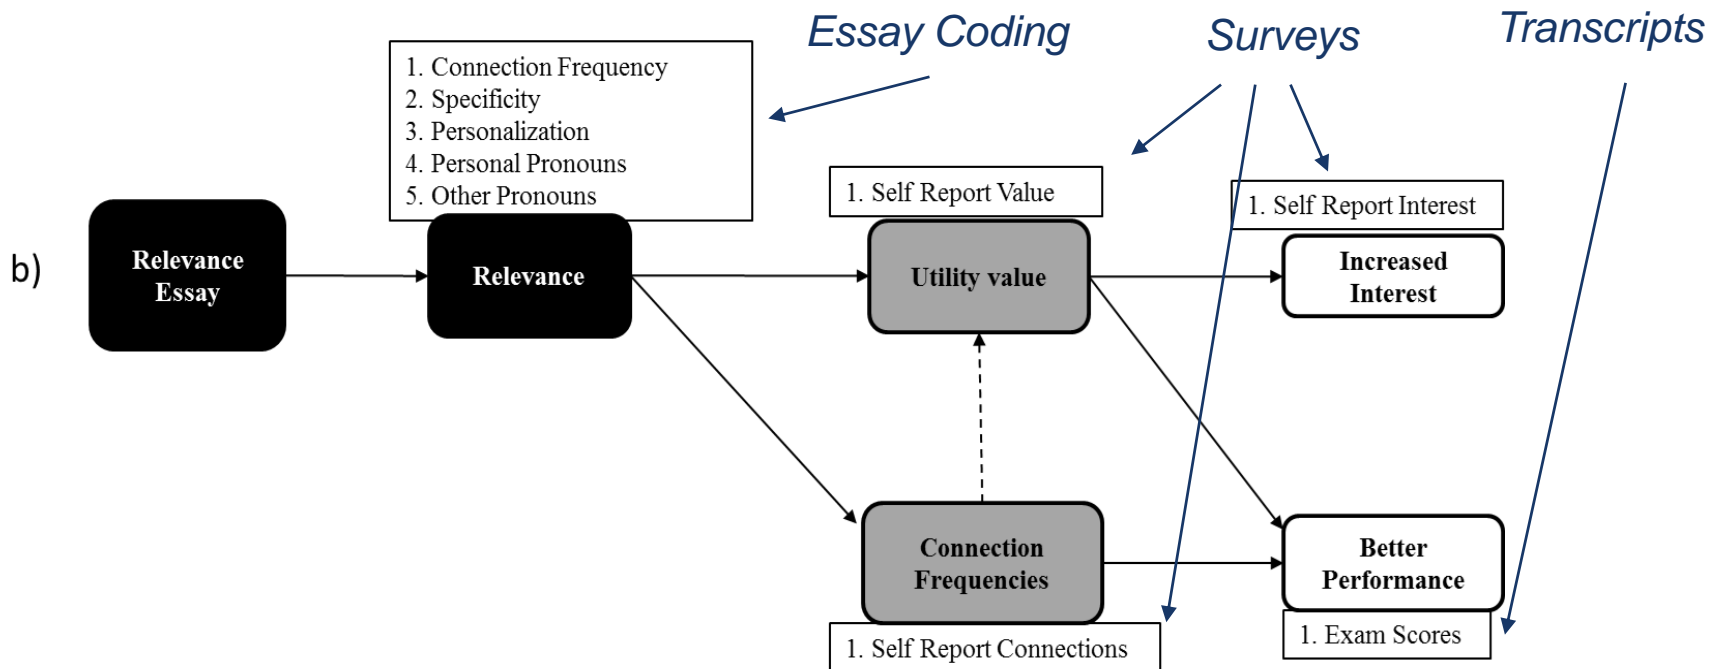 Essay Coding
Surveys
Transcripts
1. Connection Frequency
2. Specificity
3. Personalization
4. Personal Pronouns
5. Other Pronouns
1. Self Report Value
1. Self Report Interest
b)
Relevance
Essay
Relevance
Utility value
Increased
Interest
Connection
Frequencies
Better
Performance
1. Self Report Connections
1. Exam Scores